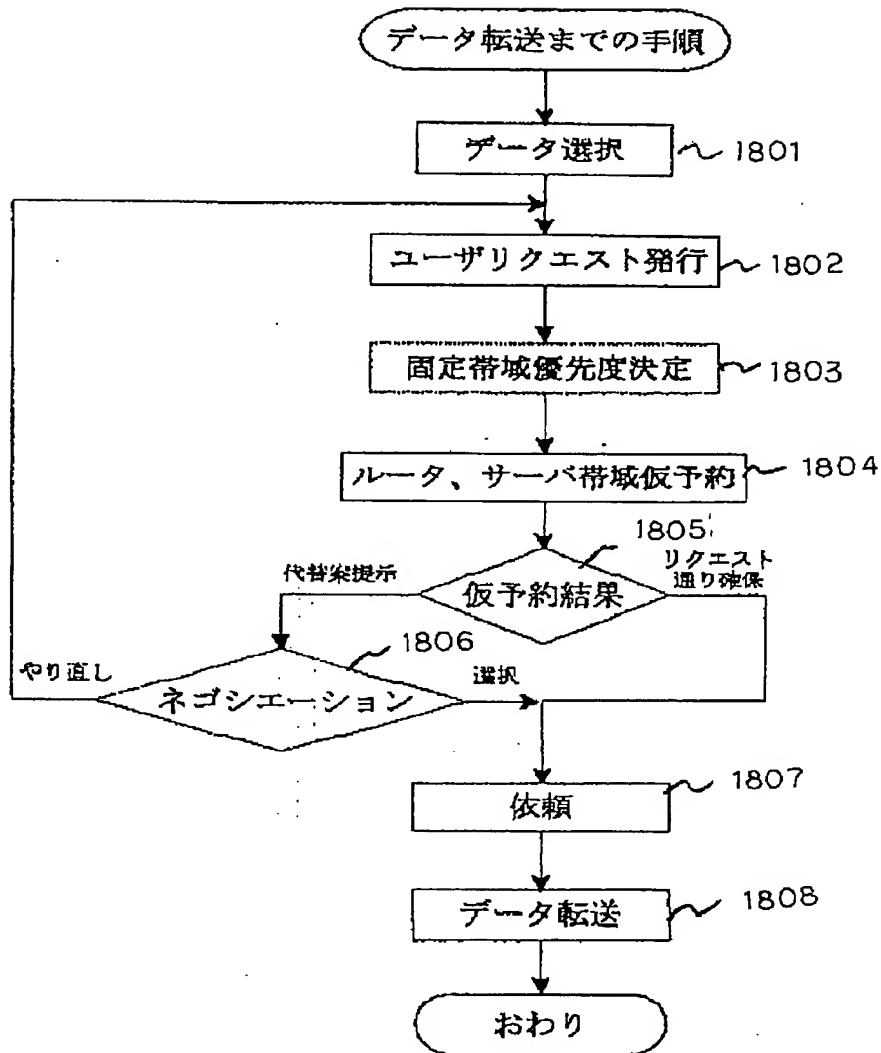 データ転送までの手順
データ選択
1801
ユーザリクエスト発行
1802
固定帯域優先度決定
1803
ルータ、サーバ帯域仮予約
1804
1805
代替案提示
仮予約結果
リクエスト
通り確保
1806
やり直し
ネゴシエーション
選択
1807
依頼
データ転送
1808
おわり